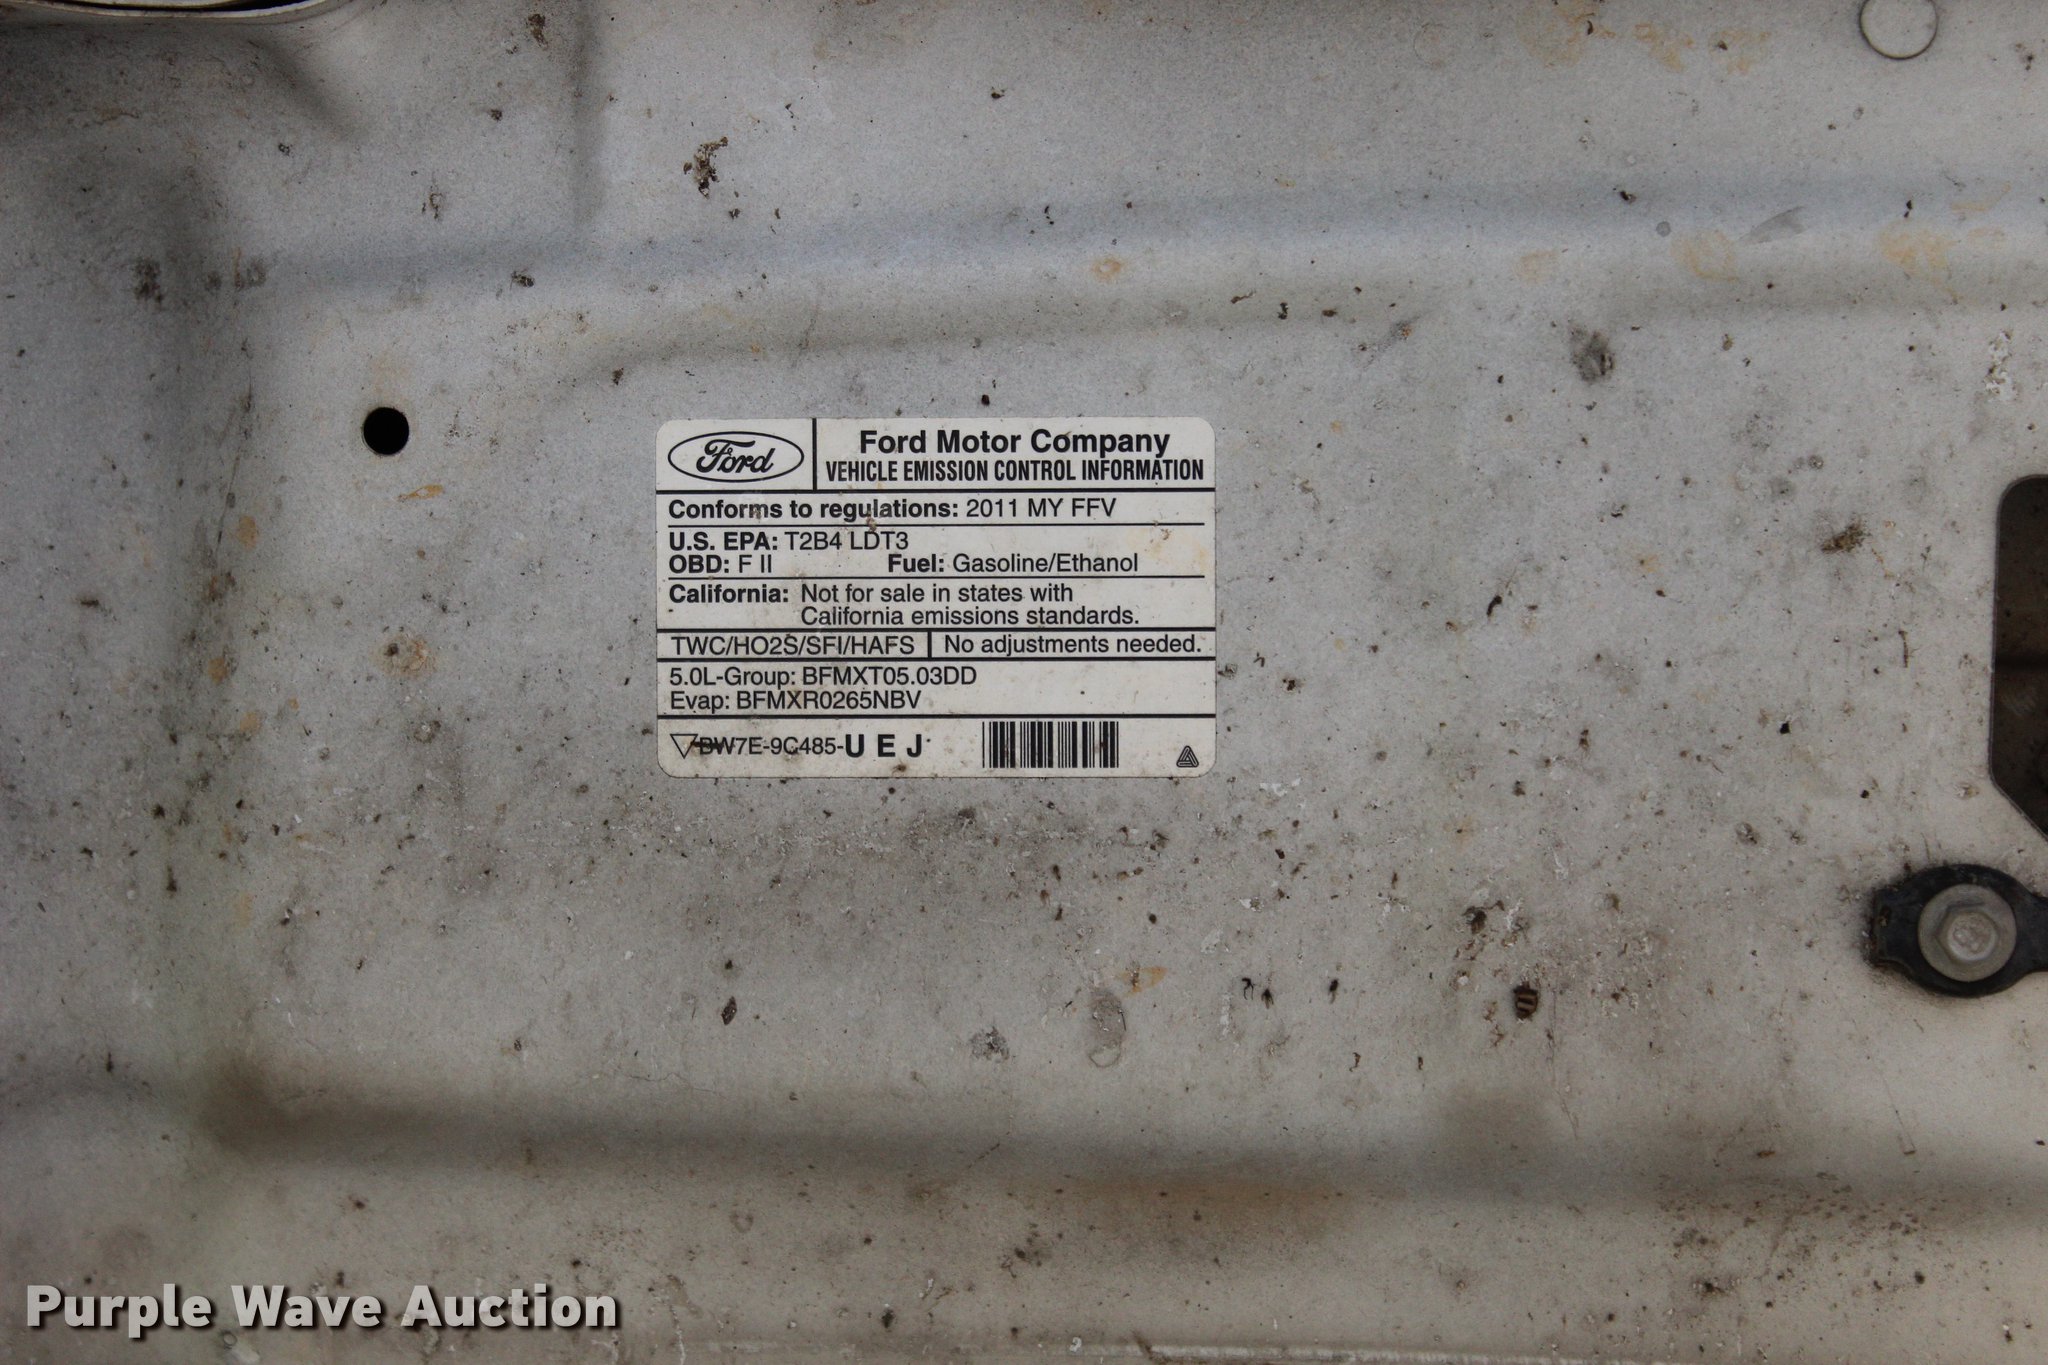 Ford
Ford Motor Company
VEHICLE EMISSION CONTROL INFORMATION
Conforms to regulations: 2011 MY FFV
U.S. EPA: T2B4 LDT3
OBD: F II Fuel: Gasoline/Ethanol
California: Not for sale in states with
California emissions standards.
TWC/HO2S/SFI/HAFS No adjustments needed.
5.0L-Group: BFMXT05.03DD
Evap: BFMXR0265NBV
BW7E-9C485-U E J
Purple Wave Auction